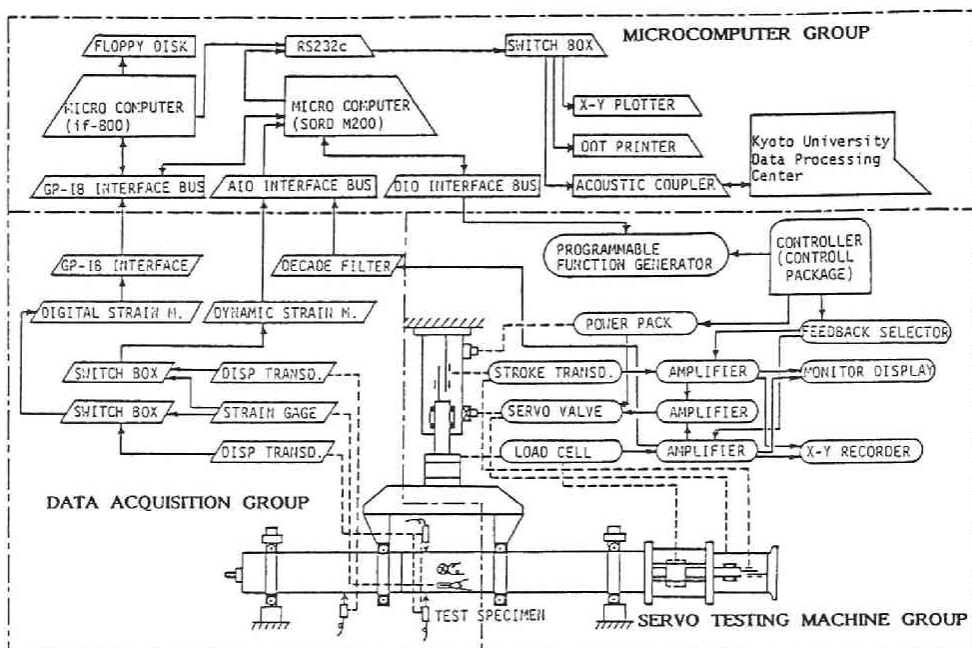 MICROCOMPUTER GROUP
FLOPPY DISK
RS232c
SWITCH BOX
MICRO COMPUTER
(if-800)
MICRO COMPUTER
(SORD M200)
X-Y PLOTTER
DOT PRINTER
Kyoto University
Data Processing
Center
GP-IB INTERFACE BUS
AIO INTERFACE BUS
DIO INTERFACE BUS
ACOUSTIC COUPLER
GP-IB INTERFACE
DECADE FILTER
PROGRAMMABLE
FUNCTION GENERATOR
CONTROLLER
(CONTROLL
PACKAGE)
DIGITAL STRAIN M.
DYNAMIC STRAIN M.
POWER PACK
FEEDBACK SELECTOR
SWITCH BOX
DISP TRANSD.
STROKE TRANSD.
AMPLIFIER
MONITOR DISPLAY
SWITCH BOX
STRAIN GAGE
SERVO VALVE
AMPLIFIER
DISP TRANSD.
LOAD CELL
AMPLIFIER
X-Y RECORDER
DATA ACQUISITION GROUP
TEST SPECIMEN
SERVO TESTING MACHINE GROUP